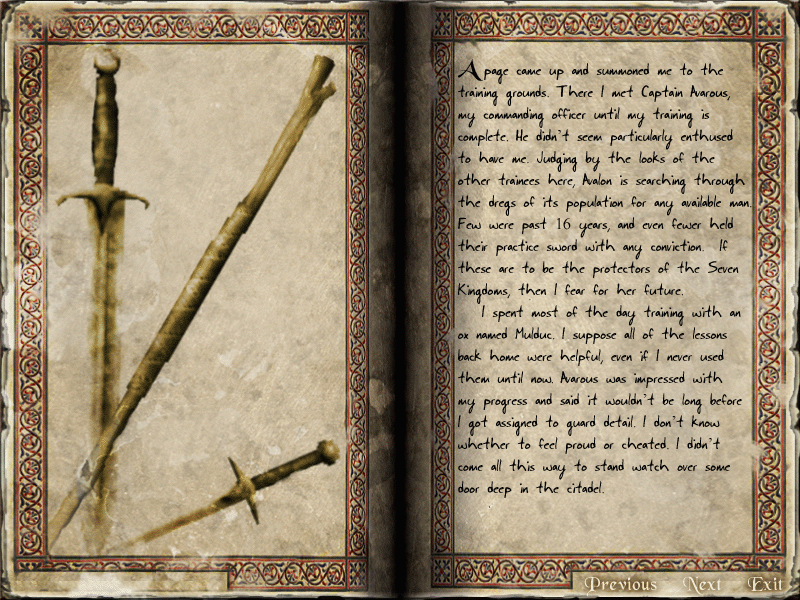 A page came up and summoned me to the
training grounds. There I met Captain Avarous,
my commanding officer until my training is
complete. He didn't seem particularly enthused
to have me. Judging by the looks of the
other trainees here, Avalon is searching through
the dregs of its population for any available man.
Few were past 16 years, and even fewer held
their practice sword with any conviction. If
these are to be the protectors of the Seven
Kingdoms, then I fear for her future.
I spent most of the day training with an
ox named Mulduc. I suppose all of the lessons
back home were helpful, even if I never used
them until now. Avarous was impressed with
my progress and said it wouldn't be long before
I got assigned to guard detail. I don't know
whether to feel proud or cheated. I didn't
come all this way to stand watch over some
door deep in the citadel.
Previous Next Exit